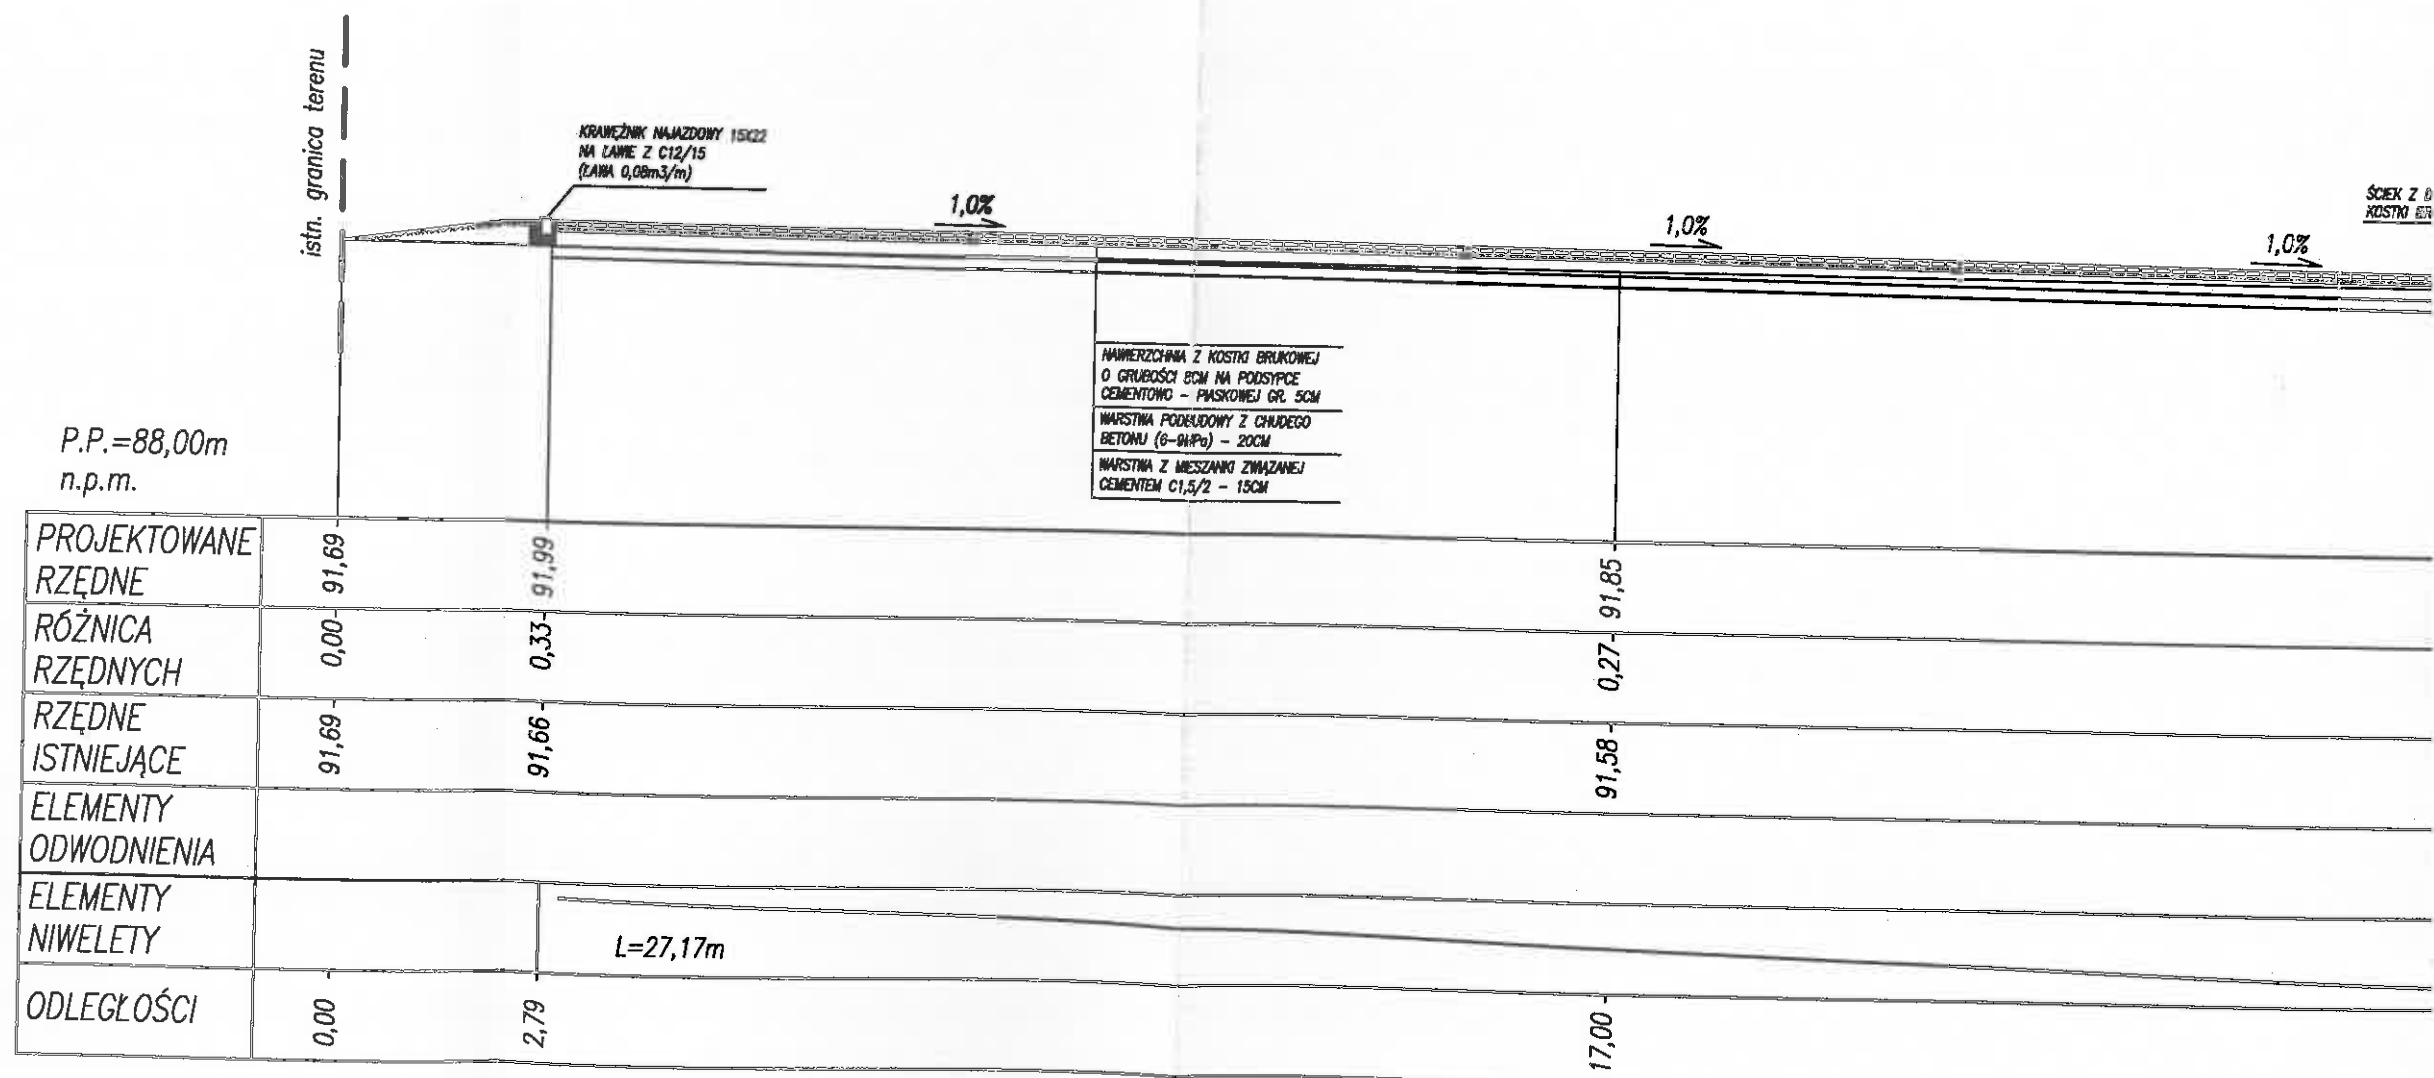 istn. granica terenu
KRAWĘŻNIK NAJAZDOWY 15X22
NA ŁAWIE Z C12/15
(ŁAWA 0,08m3/m)
1,0%
1,0%
1,0%
ŚCIEK Z
KOSTKI
NAWIERZCHNIA Z KOSTKI BRUKOWEJ
O GRUBOŚCI 8CM NA PODSYPCE
CEMENTOWO - PIASKOWEJ GR. 5CM
WARSTWA PODBUDOWY Z CHUDEGO
BETONU (6-9MPa) - 20CM
WARSTWA Z MIESZANKI ZWIĄZANEJ
CEMENTEM C1,5/2 - 15CM
P.P.=88,00m
n.p.m.
PROJEKTOWANE
RZĘDNE
91,69
91,99
91,85
RÓŻNICA
RZĘDNYCH
0,00
0,33
0,27
RZĘDNE
ISTNIEJĄCE
91,69
91,66
91,58
ELEMENTY
ODWODNIENIA
ELEMENTY
NIWELETY
L=27,17m
ODLEGŁOŚCI
0,00
2,79
17,00